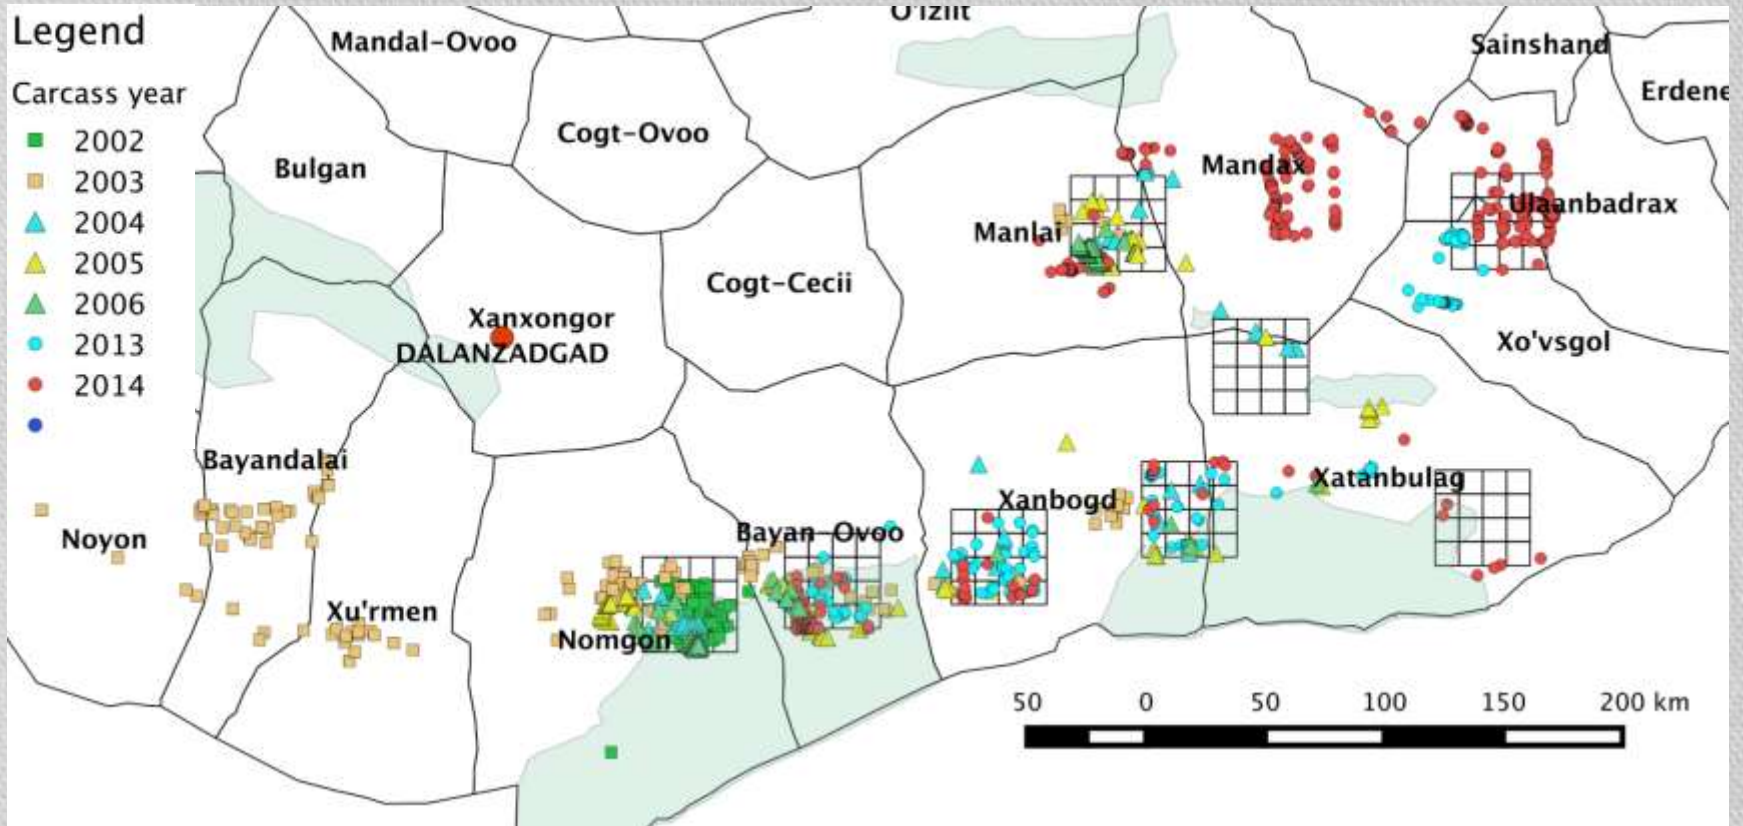 Legend
Carcass year
2002
2003
2004
2005
2006
2013
2014
O'lziit
Mandal-Ovoo
Sainshand
Erdene
Cogt-Ovoo
Bulgan
Mandax
Ulaanbadrax
Manlai
Cogt-Cecii
Xanxongor
DALANZADGAD
Xo'vsgol
Bayandalai
Xatanbulag
Xanbogd
Bayan-Ovoo
Noyon
Xu'rmen
Nomgon
50 0 50 100 150 200 km